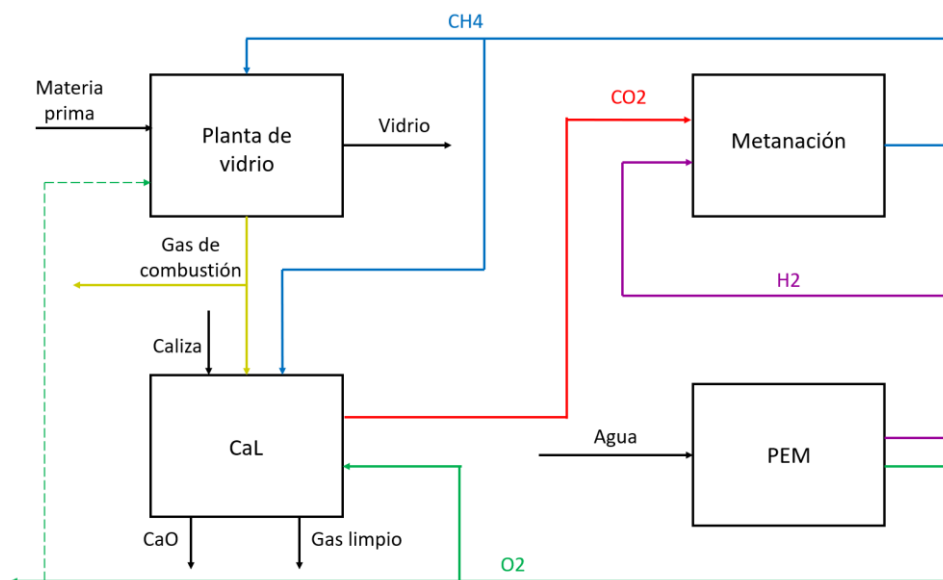 CH4
Materia
prima
Planta de
vidrio
Vidrio
CO2
Metanación
Gas de
combustión
H2
Caliza
CaL
Agua
PEM
CaO
Gas limpio
O2